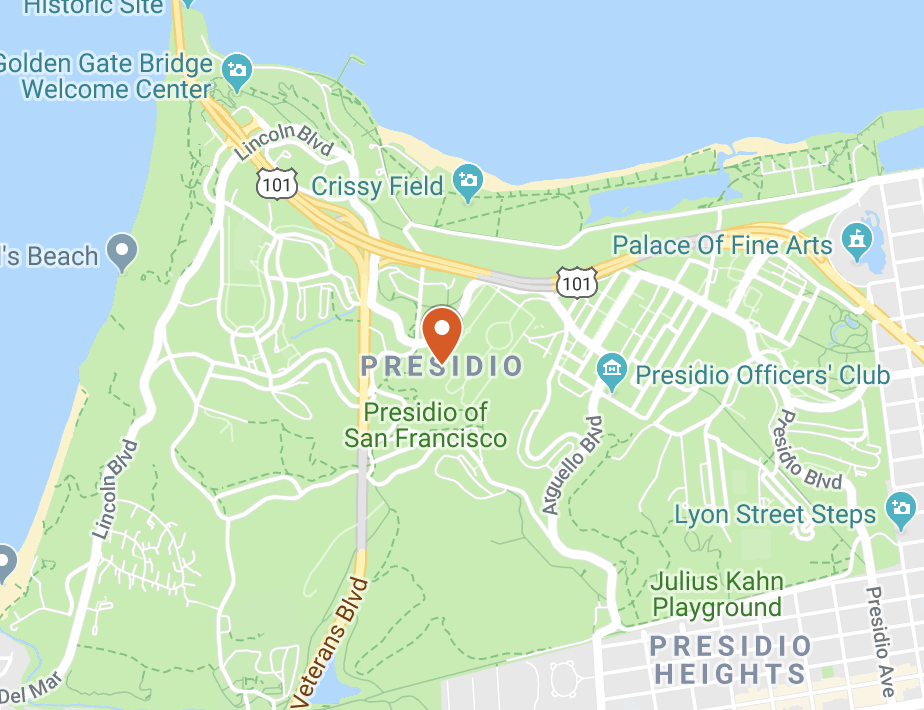 Historic Site
Golden Gate Bridge
Welcome Center
Lincoln Blvd
101
Crissy Field
Beach
Palace Of Fine Arts
101
PRESIDIO
Presidio Officers' Club
Presidio of
San Francisco
Lincoln Blvd
Arguello Blvd
Presidio Blvd
Lyon Street Steps
Julius Kahn
Playground
Veterans Blvd
PRESIDIO
HEIGHTS
Presidio Ave
Del Mar